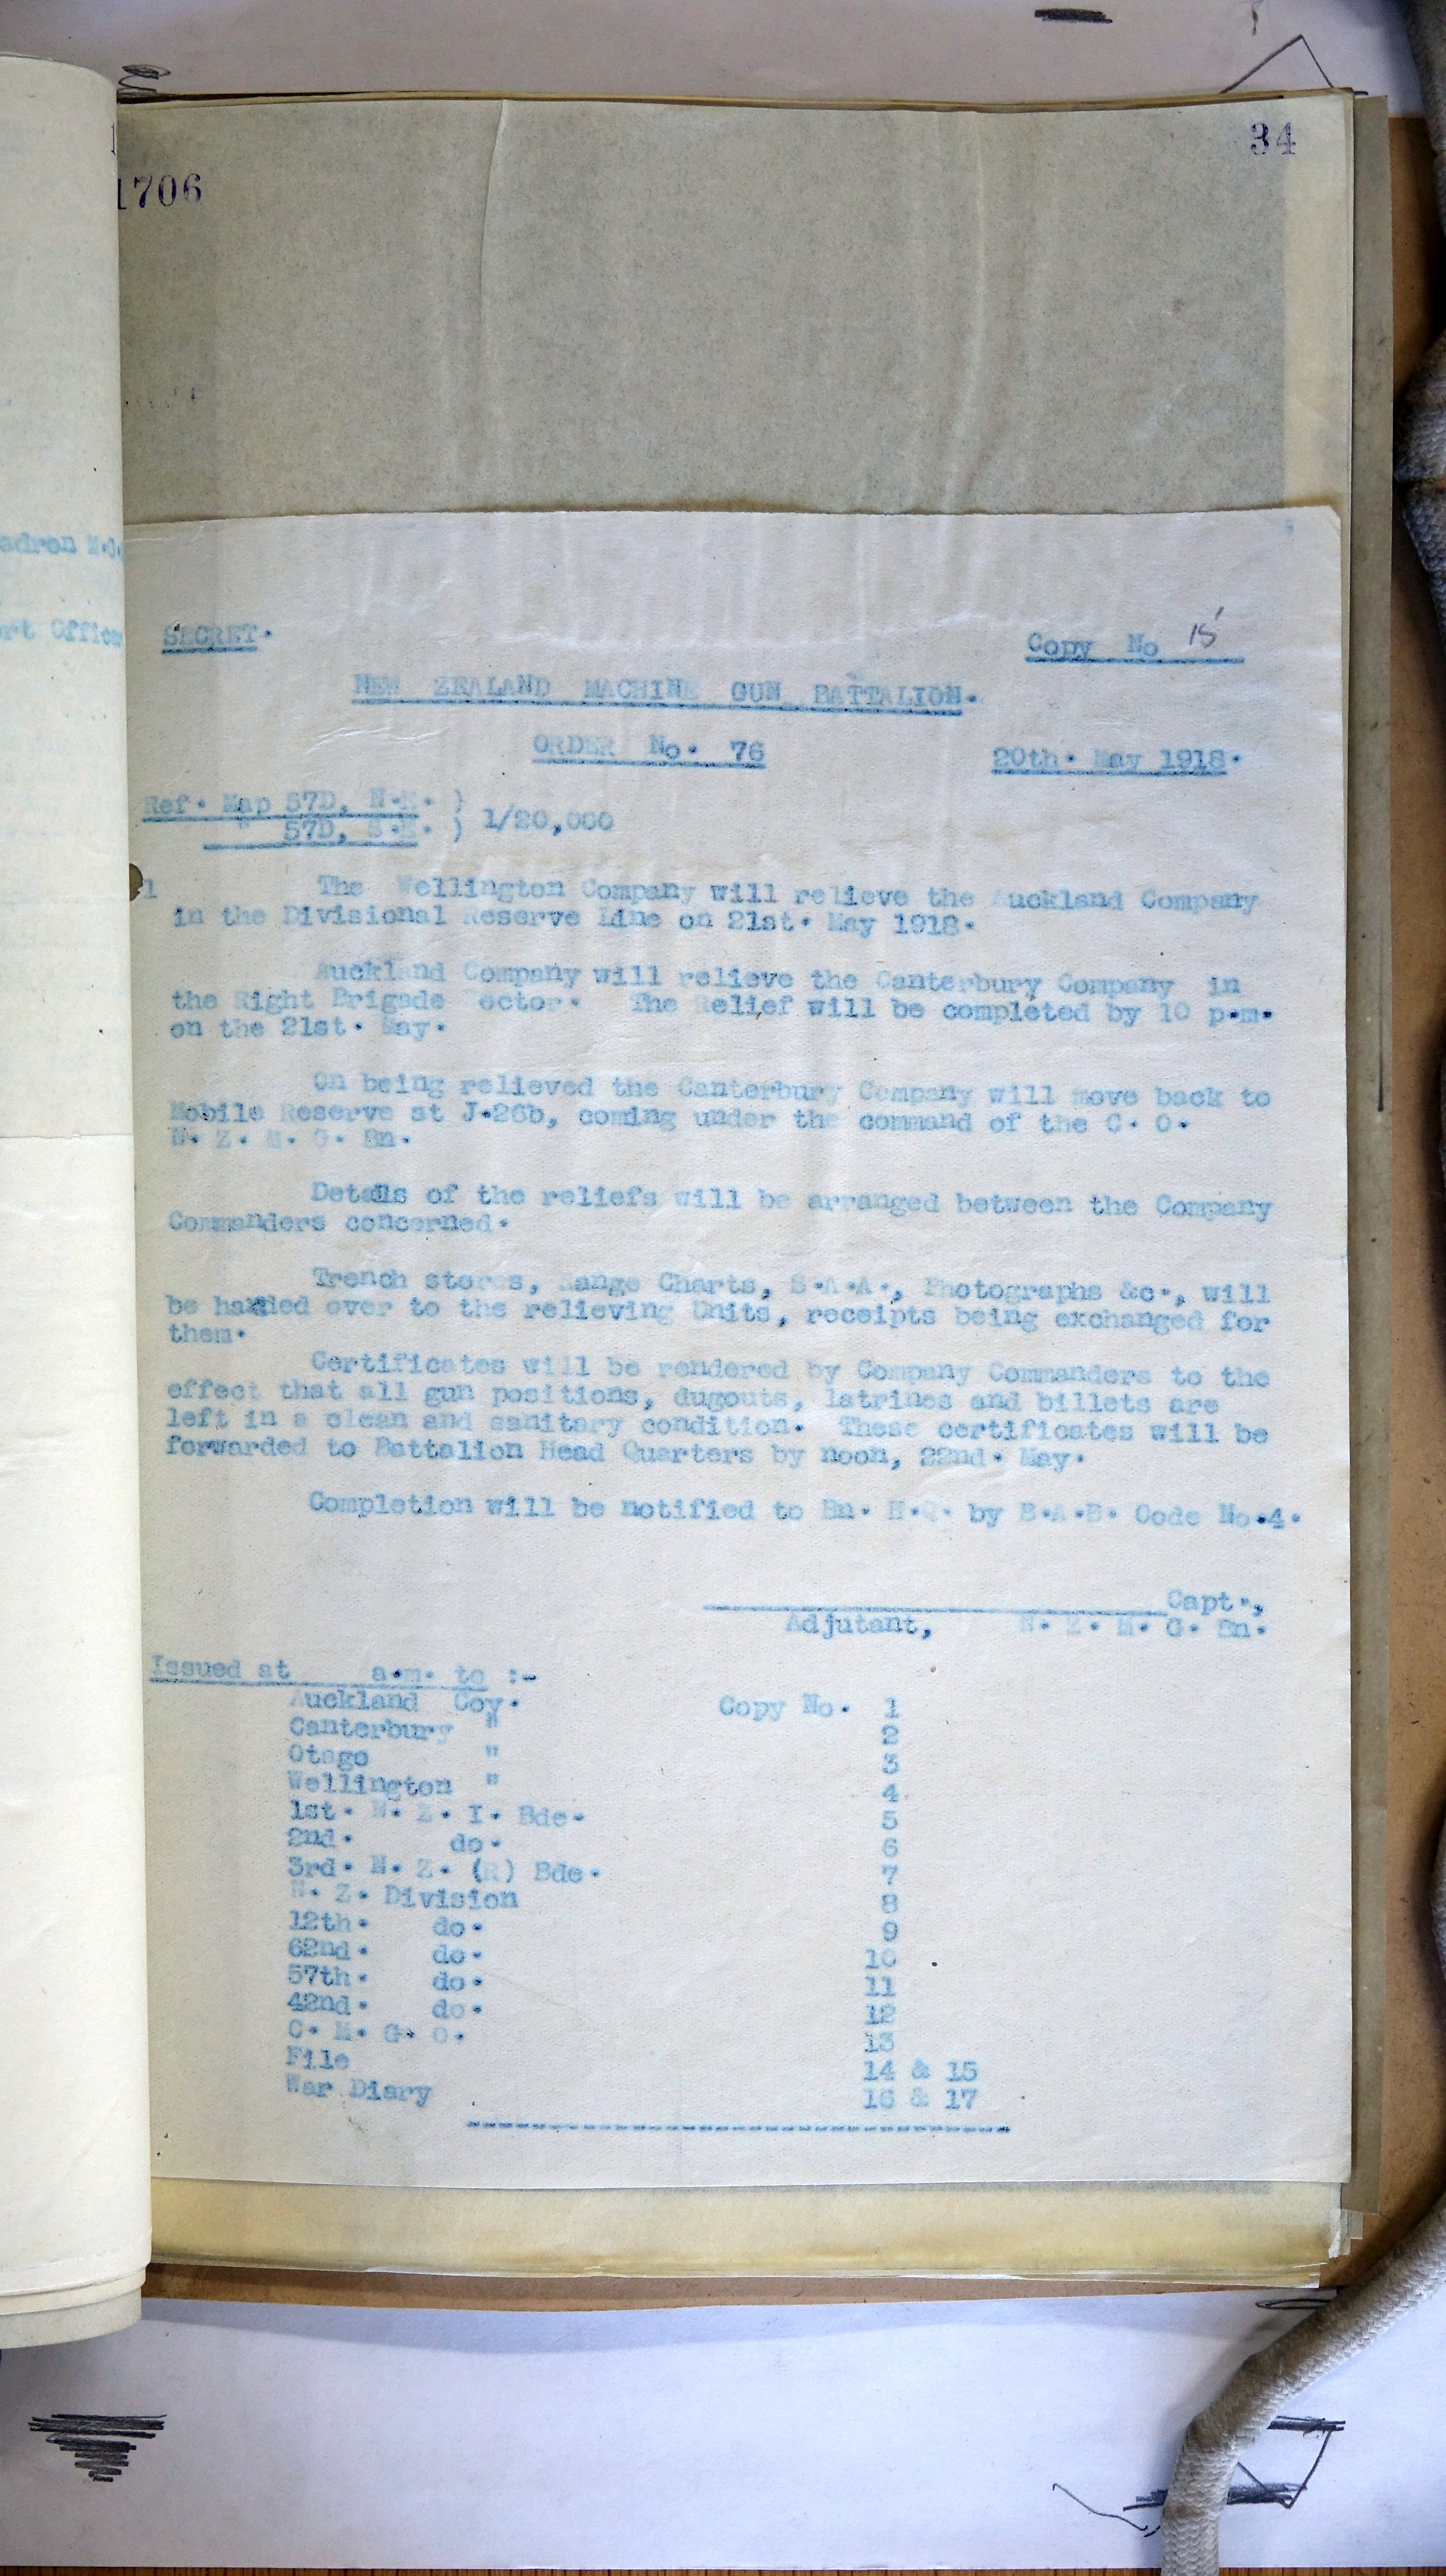 34
1706
adron M.G.
ort Officer
SECRET.
Copy No 15
NEW ZEALAND MACHINE GUN BATTALION.
ORDER No. 76
20th. May 1918.
Ref. Map 57D, N.E. )
" 57D, S.E. ) 1/20,000
1 The Wellington Company will relieve the Auckland Company
in the Divisional Reserve Line on 21st. May 1918.
Auckland Company will relieve the Canterbury Company in
the Right Brigade Sector. The Relief will be completed by 10 p.m.
on the 21st. May.
On being relieved the Canterbury Company will move back to
Mobile Reserve at J.26b, coming under the command of the C. O.
N. Z. M. G. Bn.
Details of the reliefs will be arranged between the Company
Commanders concerned.
Trench stores, Range Charts, S.A.A., Photographs &c., will
be handed over to the relieving Units, receipts being exchanged for
them.
Certificates will be rendered by Company Commanders to the
effect that all gun positions, dugouts, latrines and billets are
left in a clean and sanitary condition. These certificates will be
forwarded to Battalion Head Quarters by noon, 22nd. May.
Completion will be notified to Bn. H.Q. by B.A.B. Code No.4.
Capt.,
Adjutant, N. Z. M. G. Bn.
Issued at a.m. to :-
Auckland Coy. Copy No. 1
Canterbury " 2
Otago " 3
Wellington " 4
1st. N. Z. I. Bde. 5
2nd. do. 6
3rd. N. Z. (R) Bde. 7
N. Z. Division 8
12th. do. 9
62nd. do. 10
57th. do. 11
42nd. do. 12
C. M. G. O. 13
File 14 & 15
War Diary 16 & 17